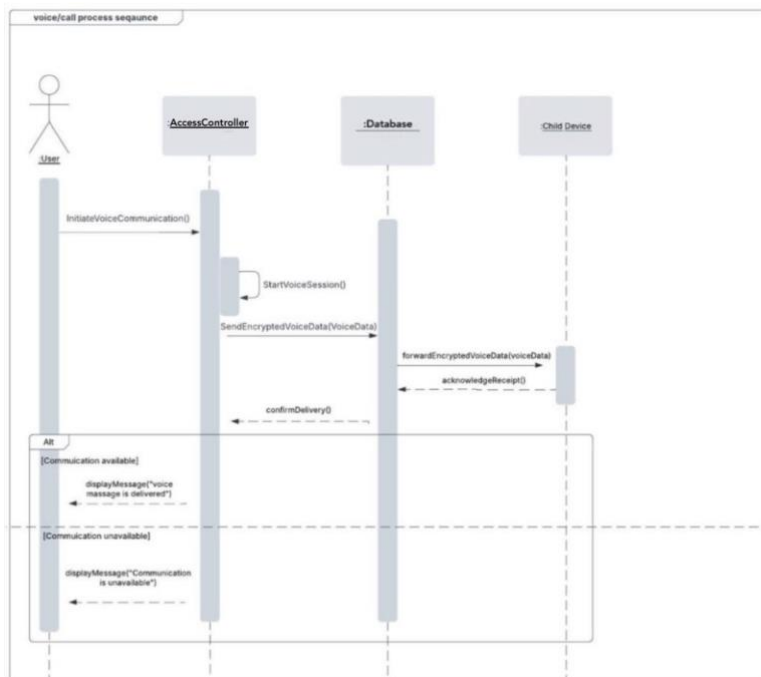 voice/call process seqaunce
:User
:AccessController
:Database
:Child Device
InitiateVoiceCommunication()
StartVoiceSession()
SendEncryptedVoiceData(VoiceData)
forwardEncryptedVoiceData(voiceData)
acknowledgeReceipt()
confirmDelivery()
Alt
[Commuication available]
displayMessage("voice
massage is delivered")
[Commuication unavailable]
displayMessage("Communication
is unavailable")